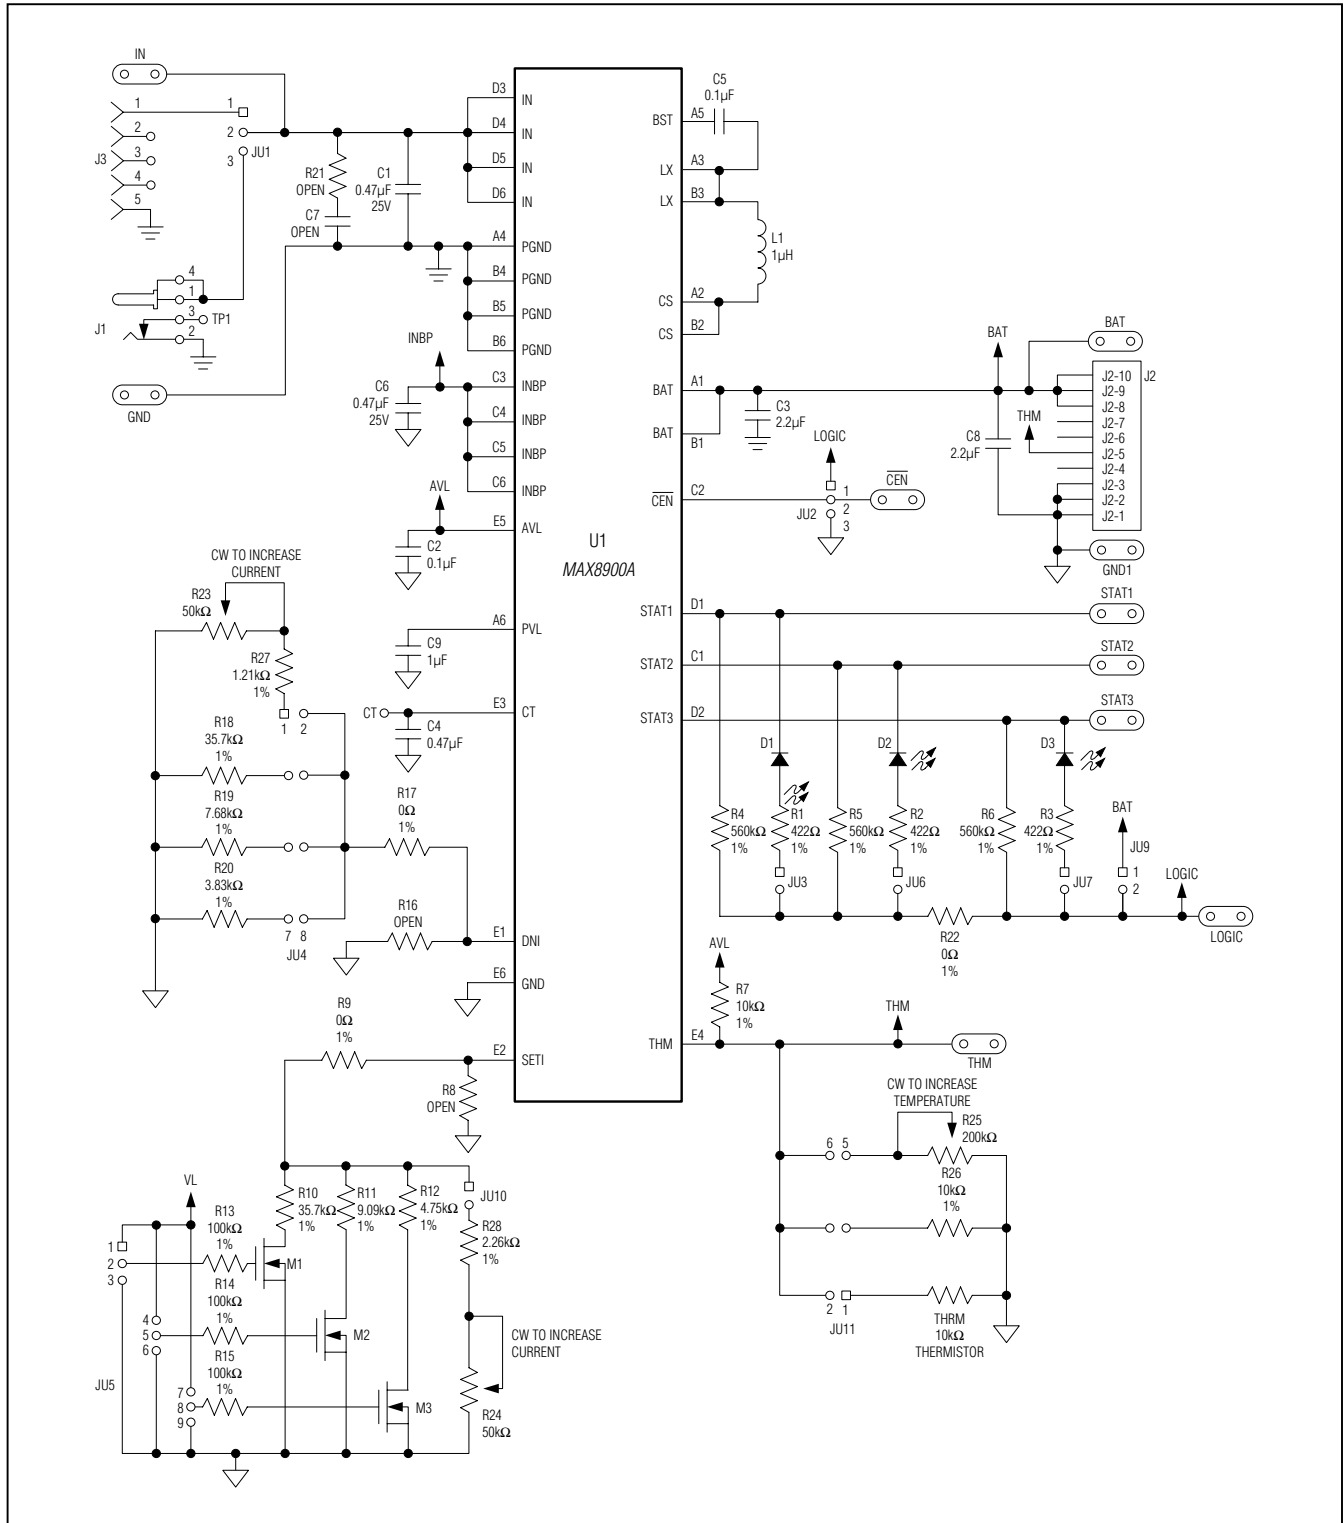 IN
J3
1
2
3
4
5
1
2
3
JU1
R21
OPEN
C7
OPEN
C1
0.47µF
25V
4
1
3
2
TP1
J1
GND
INBP
C6
0.47µF
25V
AVL
C2
0.1µF
C9
1µF
CT
C4
0.47µF
CW TO INCREASE
CURRENT
R23
50kΩ
R27
1.21kΩ
1%
1 2
R18
35.7kΩ
1%
R19
7.68kΩ
1%
R20
3.83kΩ
1%
7 8
JU4
R17
0Ω
1%
R16
OPEN
R9
0Ω
1%
R8
OPEN
D3 IN
D4 IN
D5 IN
D6 IN
A4 PGND
B4 PGND
B5 PGND
B6 PGND
C3 INBP
C4 INBP
C5 INBP
C6 INBP
E5 AVL
A6 PVL
E3 CT
E1 DNI
E6 GND
E2 SETI
U1
MAX8900A
BST A5
LX A3
LX B3
CS A2
CS B2
BAT A1
BAT B1
CEN C2
STAT1 D1
STAT2 C1
STAT3 D2
THM E4
C5
0.1µF
L1
1µH
C3
2.2µF
BAT
BAT
J2-10
J2-9
J2-8
J2-7
J2-6
J2-5
J2-4
J2-3
J2-2
J2-1
J2
THM
C8
2.2µF
GND1
LOGIC
JU2
1
2
3
CEN
STAT1
STAT2
STAT3
D1
D2
D3
R4
560kΩ
1%
R1
422Ω
1%
JU3
R5
560kΩ
1%
R2
422Ω
1%
JU6
R6
560kΩ
1%
R3
422Ω
1%
JU7
BAT
JU9
1
2
LOGIC
LOGIC
R22
0Ω
1%
AVL
R7
10kΩ
1%
THM
THM
CW TO INCREASE
TEMPERATURE
R25
200kΩ
6 5
R26
10kΩ
1%
2 1
JU11
THRM
10kΩ
THERMISTOR
VL
1
2
3
4
5
6
7
8
9
JU5
R13
100kΩ
1%
R14
100kΩ
1%
R15
100kΩ
1%
R10
35.7kΩ
1%
R11
9.09kΩ
1%
R12
4.75kΩ
1%
JU10
R28
2.26kΩ
1%
M1
M2
M3
CW TO INCREASE
CURRENT
R24
50kΩ